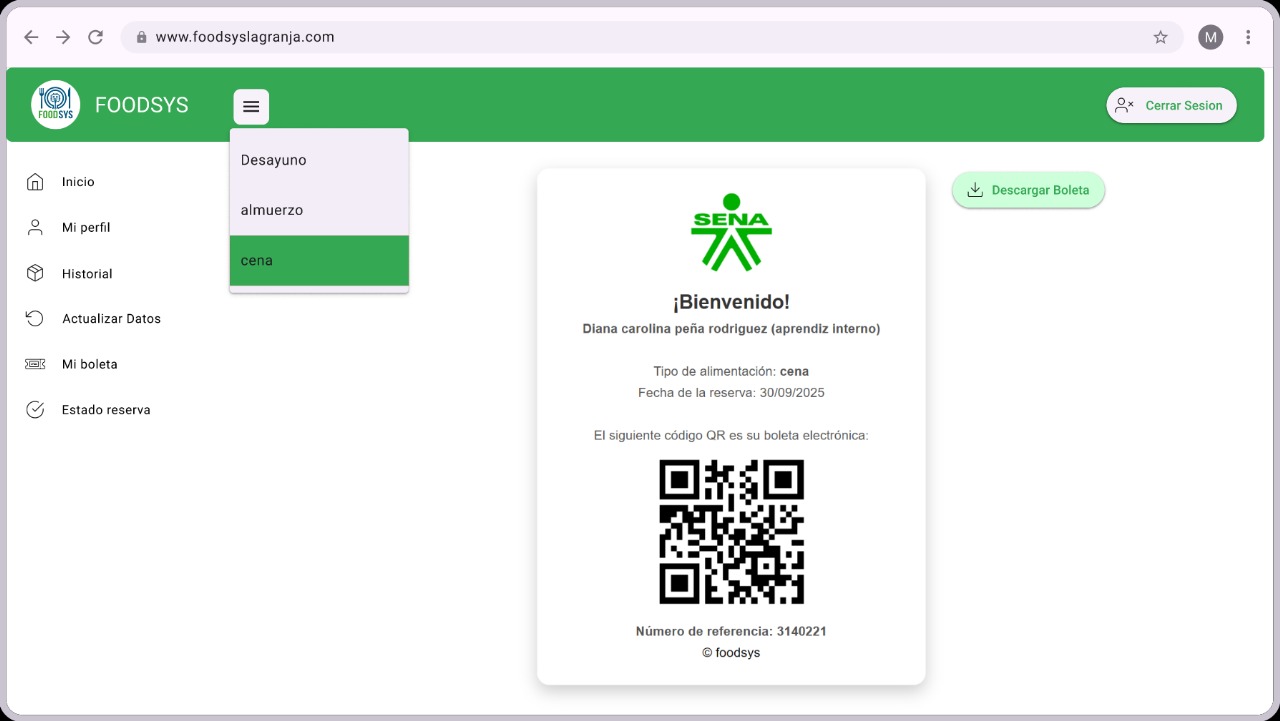 www.foodsyslagranja.com
M
FOODSYS
FOODSYS
Cerrar Sesion
Desayuno
almuerzo
cena
Inicio
Mi perfil
Historial
Actualizar Datos
Mi boleta
Estado reserva
Descargar Boleta
SENA
¡Bienvenido!
Diana carolina peña rodriguez (aprendiz interno)
Tipo de alimentación: cena
Fecha de la reserva: 30/09/2025
El siguiente código QR es su boleta electrónica:
Número de referencia: 3140221
© foodsys